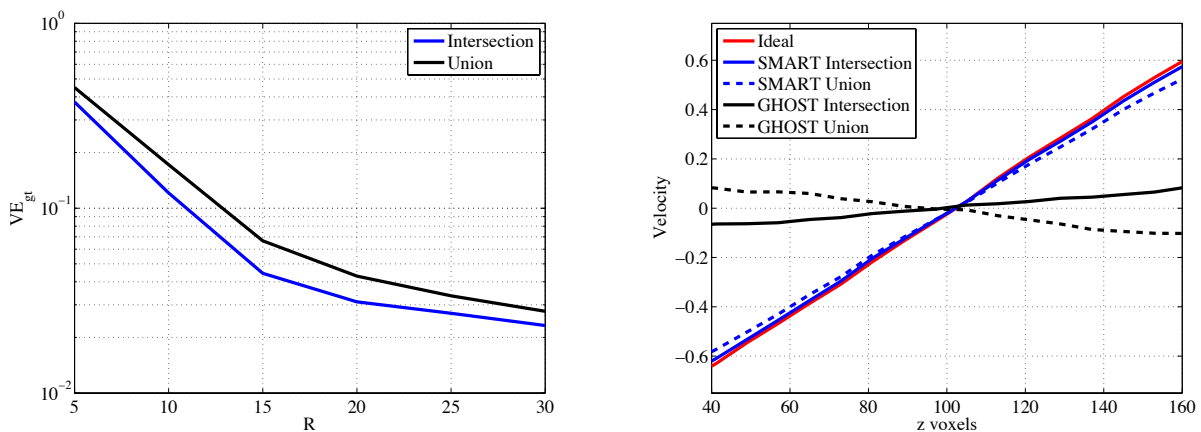 10^0
10^-1
10^-2
VE_gt
5 10 15 20 25 30
R
Intersection
Union
0.6
0.4
0.2
0
−0.2
−0.4
−0.6
Velocity
40 60 80 100 120 140 160
z voxels
Ideal
SMART Intersection
SMART Union
GHOST Intersection
GHOST Union